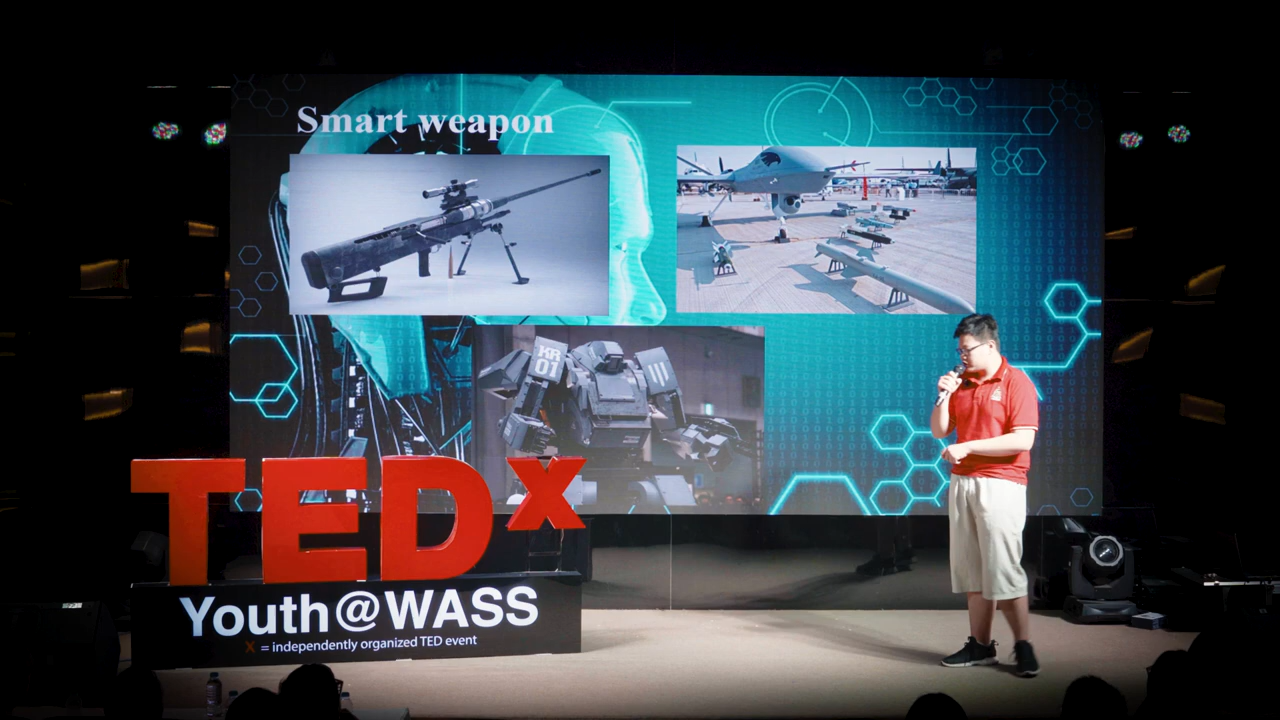 Smart weapon
KR
01
TEDx
Youth@WASS
x = independently organized TED event